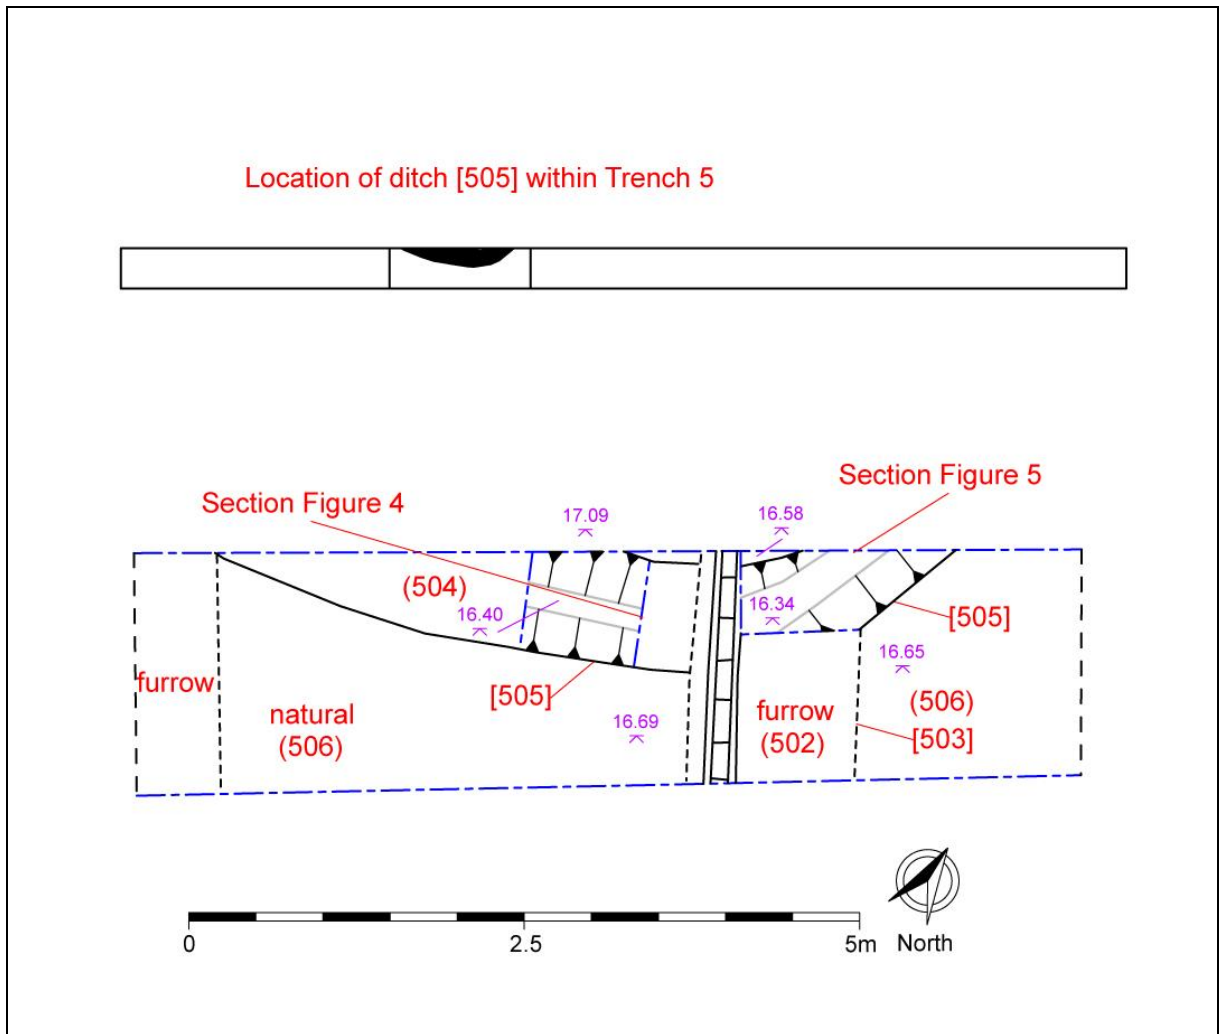 Location of ditch [505] within Trench 5
Section Figure 5
Section Figure 4
17.09
16.58
(504)
16.40
16.34
[505]
16.65
furrow
[505]
natural
(506)
16.69
furrow
(502)
(506)
[503]
0
2.5
5m
North